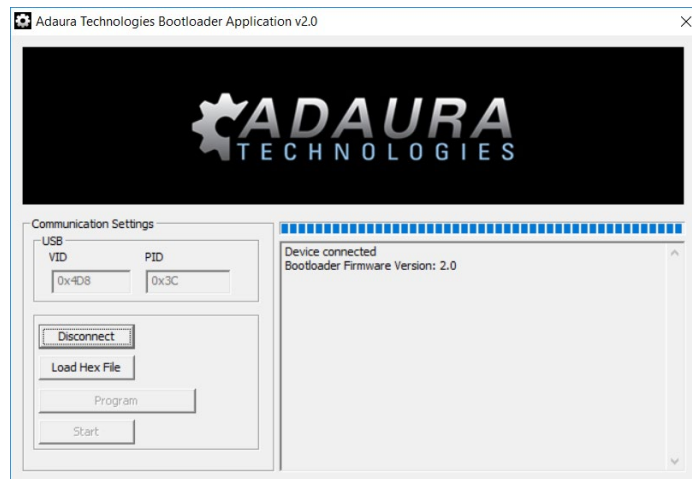 Adaura Technologies Bootloader Application v2.0
ADAURA
TECHNOLOGIES
Communication Settings
USB
VID PID
0x4D8 0x3C
Disconnect
Load Hex File
Program
Start
Device connected
Bootloader Firmware Version: 2.0